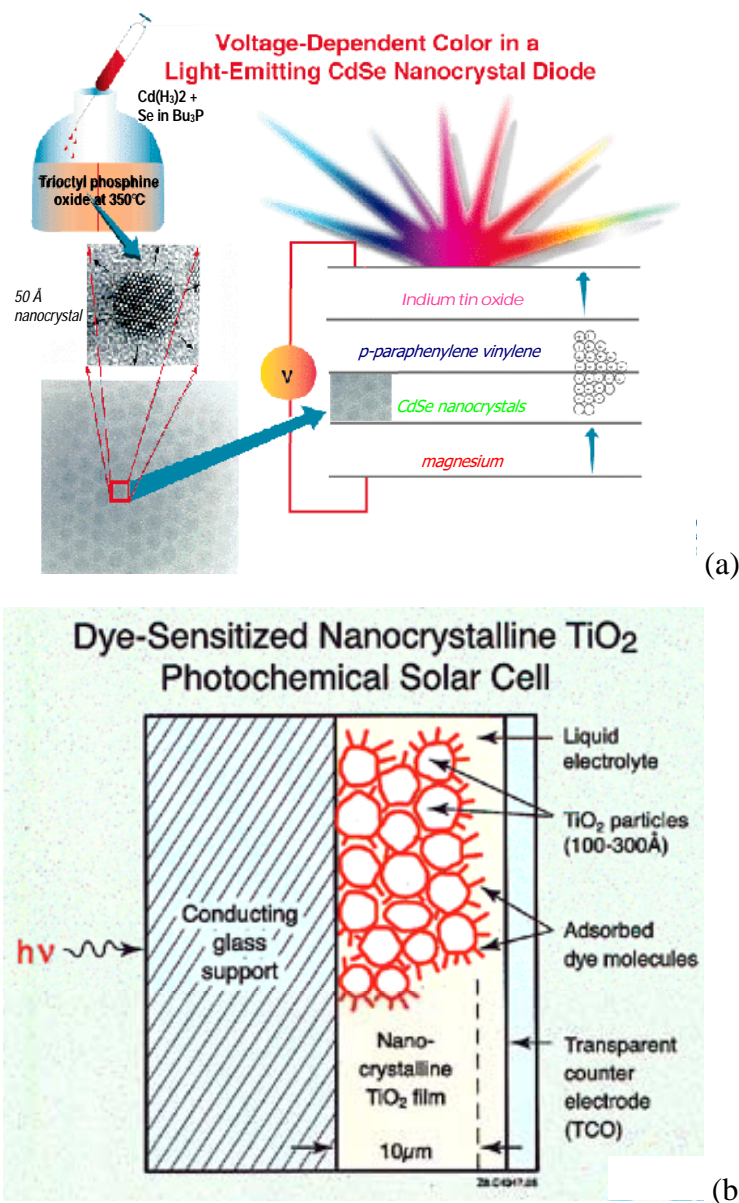 Voltage-Dependent Color in a
Light-Emitting CdSe Nanocrystal Diode
Cd(H₃)2 +
Se in Bu₃P
Trioctyl phosphine
oxide at 350°C
50 Å
nanocrystal
Indium tin oxide
p-paraphenylene vinylene
v
CdSe nanocrystals
magnesium
(a)
Dye-Sensitized Nanocrystalline TiO₂
Photochemical Solar Cell
Liquid
electrolyte
TiO₂ particles
(100-300Å)
Conducting
glass
support
hν
Adsorbed
dye molecules
Nano-
crystalline
TiO₂ film
Transparent
counter
electrode
(TCO)
10μm
(b